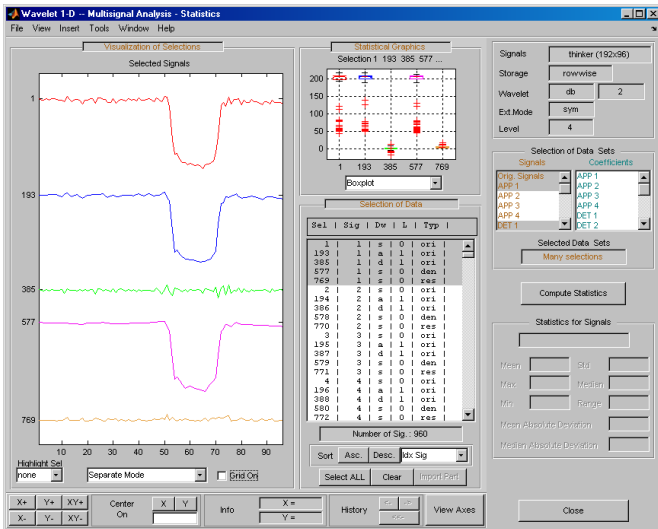 Wavelet 1-D -- Multisignal Analysis - Statistics
File View Insert Tools Window Help
Visualization of Selections
Selected Signals
1
193
385
577
769
10 20 30 40 50 60 70 80 90
Highlight Sel
none
Separate Mode
Grid On
Statistical Graphics
Selection 1 193 385 577 ...
200
150
100
50
0
1 193 385 577 769
Boxplot
Selection of Data
Sel | Sig | Dw | L | Typ |
1 | 1 | s | 0 | ori |
193 | 1 | a | 1 | ori |
385 | 1 | d | 1 | ori |
577 | 1 | s | 0 | den |
769 | 1 | s | 0 | res |
2 | 2 | s | 0 | ori |
194 | 2 | a | 1 | ori |
386 | 2 | d | 1 | ori |
578 | 2 | s | 0 | den |
770 | 2 | s | 0 | res |
3 | 3 | s | 0 | ori |
195 | 3 | a | 1 | ori |
387 | 3 | d | 1 | ori |
579 | 3 | s | 0 | den |
771 | 3 | s | 0 | res |
4 | 4 | s | 0 | ori |
196 | 4 | a | 1 | ori |
388 | 4 | d | 1 | ori |
580 | 4 | s | 0 | den |
772 | 4 | s | 0 | res |
Number of Sig. : 960
Sort Asc. Desc. Idx Sig
Select ALL Clear Import Part
Signals thinker (192x96)
Storage rowwise
Wavelet db 2
Ext.Mode sym
Level 4
Selection of Data Sets
Signals Coefficients
Orig. Signals APP 1
APP 1 APP 2
APP 2 APP 3
APP 3 APP 4
APP 4 DET 1
DET 1 DET 2
Selected Data Sets
Many selections
Compute Statistics
Statistics for Signals
Mean Std
Max Median
Min Range
Mean Absolute Deviation
Median Absolute Deviation
X+ Y+ XY+
X- Y- XY-
Center On X Y
Info X =
Y =
History <- ->
<<-
View Axes
Close